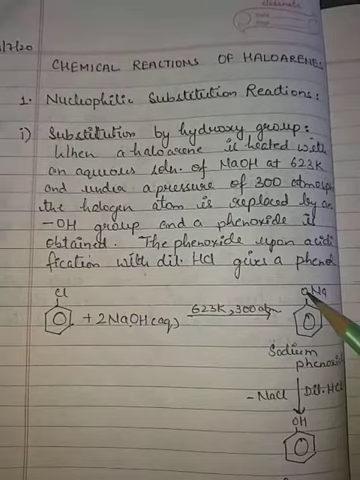 /7/20
CHEMICAL REACTIONS OF HALOARENES
1. Nucleophilic Substitution Reactions:
i) Substitution by hydroxy group:
When a haloarene is heated with
an aqueous soln. of NaOH at 623K
and under a pressure of 300 atmosp
the halogen atom is replaced by an
-OH group and a phenoxide is
obtained. The phenoxide upon acidi
fication with dil. HCl gives a phenol
Cl
+ 2NaOH(aq) 623K, 300atm
ONa
Sodium
phenoxide
-NaCl Dil. HCl
OH